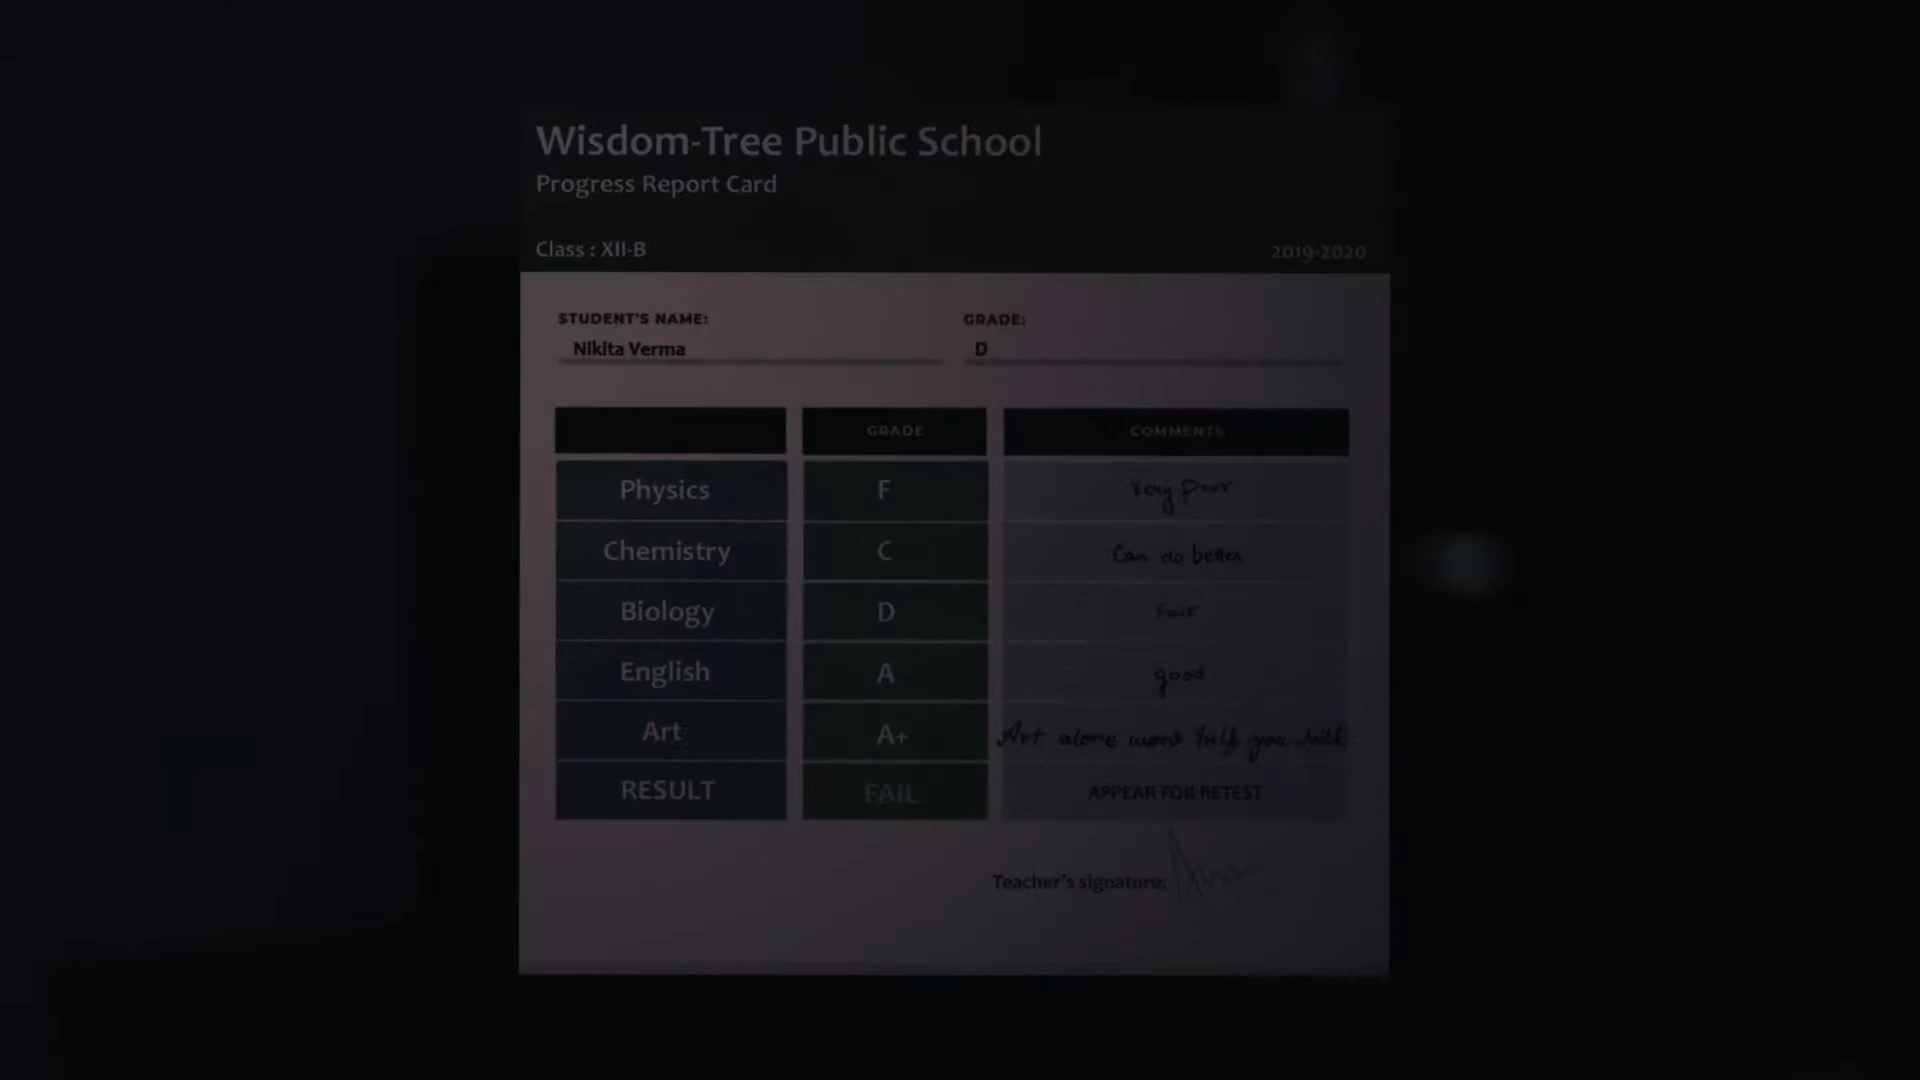 Wisdom-Tree Public School
Progress Report Card
Class : XII-B 2019-2020
STUDENT'S NAME: GRADE:
Nikita Verma D
GRADE COMMENTS
Physics F Very Poor
Chemistry C Can do better
Biology D Fair
English A good
Art A+ Art alone wont help you
RESULT FAIL APPEAR FOR RETEST
Teacher's signature: